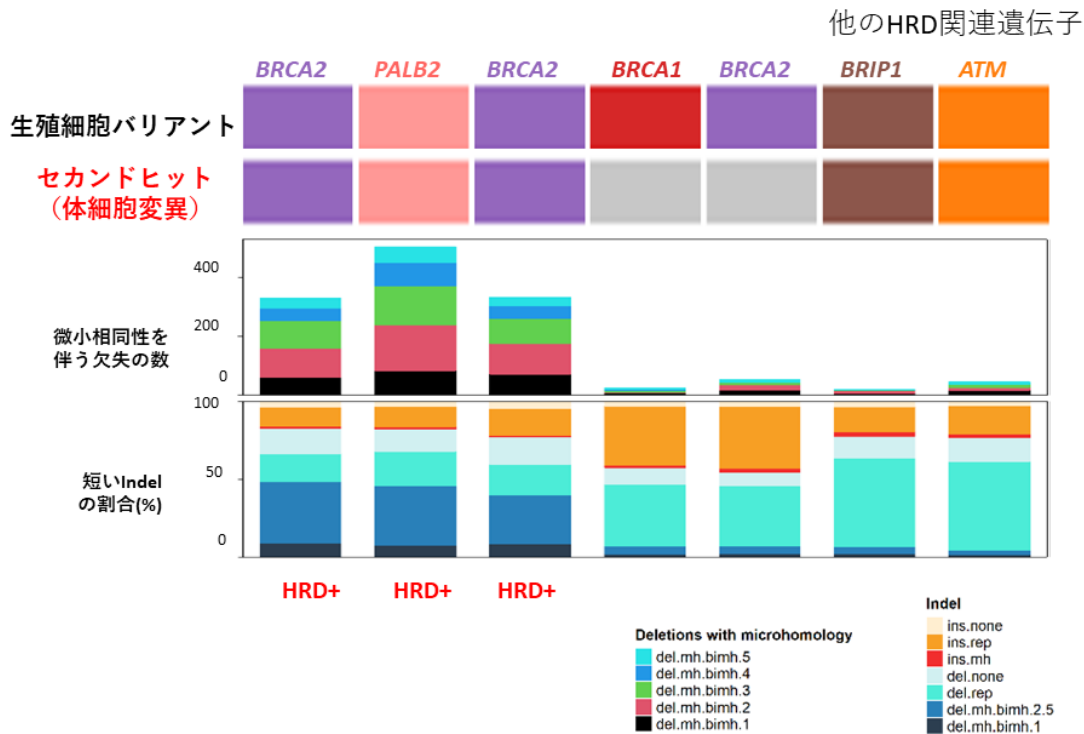 他のHRD関連遺伝子
BRCA2 PALB2 BRCA2 BRCA1 BRCA2 BRIP1 ATM
生殖細胞バリアント
セカンドヒット
（体細胞変異）
400
200
0
微小相同性を
伴う欠失の数
100
50
0
短いIndel
の割合(%)
HRD+ HRD+ HRD+
Deletions with microhomology
del.mh.bimh.5
del.mh.bimh.4
del.mh.bimh.3
del.mh.bimh.2
del.mh.bimh.1
Indel
ins.none
ins.rep
ins.mh
del.none
del.rep
del.mh.bimh.2.5
del.mh.bimh.1